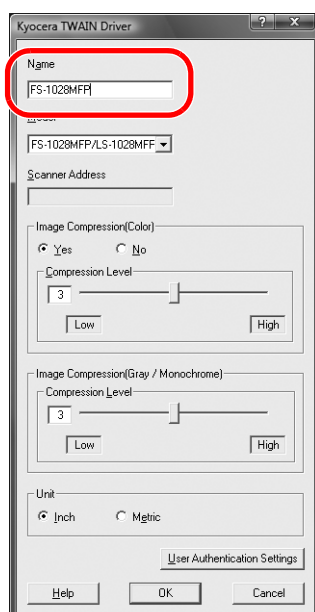 Kyocera TWAIN Driver
Name
FS-1028MFP
Model
FS-1028MFP/LS-1028MFF
Scanner Address
Image Compression(Color)
Yes No
Compression Level
3
Low High
Image Compression(Gray / Monochrome)
Compression Level
3
Low High
Unit
Inch Metric
User Authentication Settings
Help OK Cancel